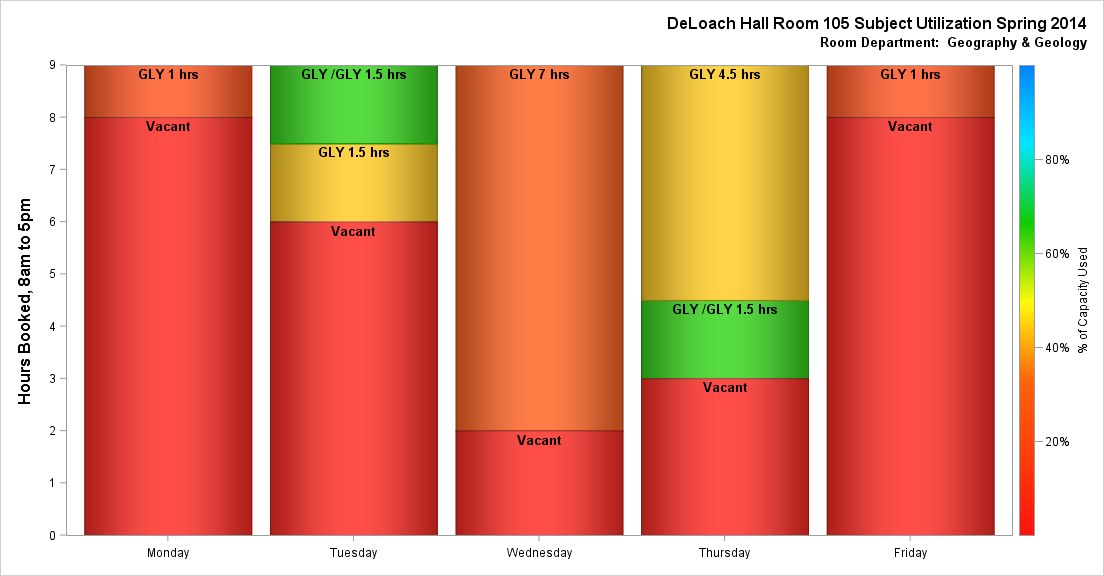 DeLoach Hall Room 105 Subject Utilization Spring 2014
Room Department: Geography & Geology
Hours Booked, 8am to 5pm
9
8
7
6
5
4
3
2
1
0
GLY 1 hrs
Vacant
GLY /GLY 1.5 hrs
GLY 1.5 hrs
Vacant
GLY 7 hrs
Vacant
GLY 4.5 hrs
GLY /GLY 1.5 hrs
Vacant
GLY 1 hrs
Vacant
Monday
Tuesday
Wednesday
Thursday
Friday
80%
60%
40%
20%
% of Capacity Used